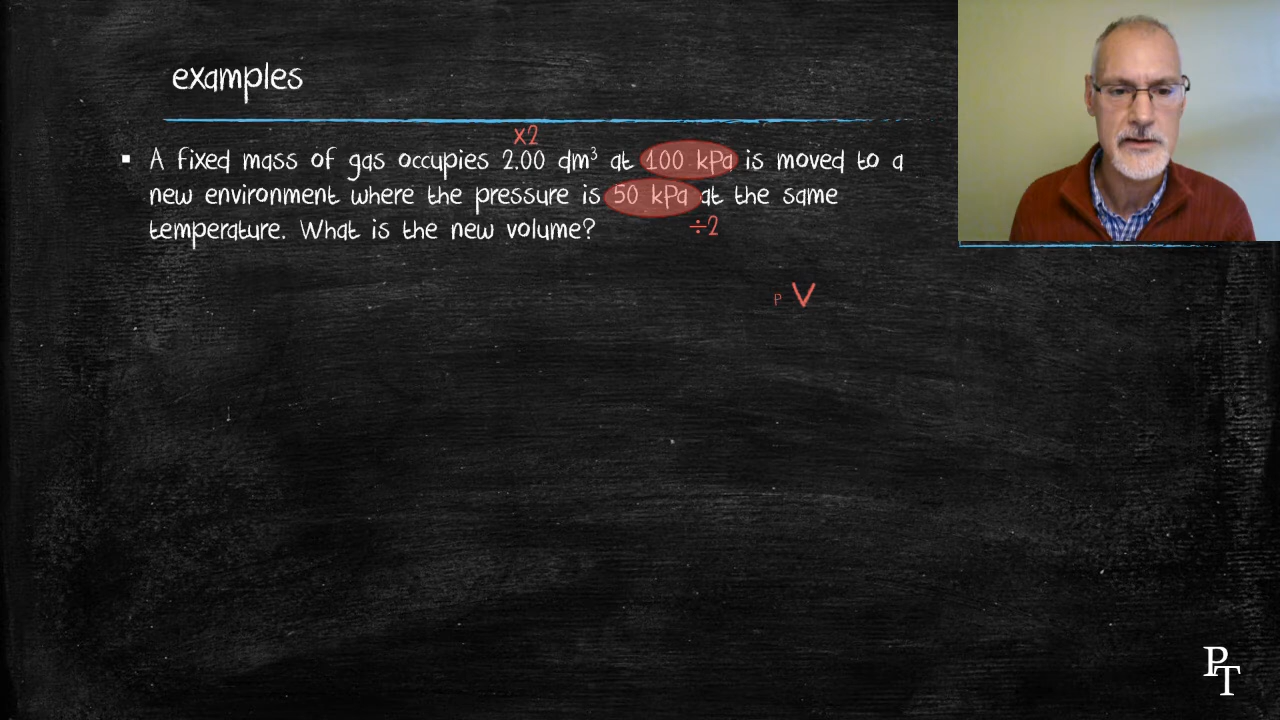 examples
x2
▪ A fixed mass of gas occupies 2.00 dm³ at 100 kPa is moved to a
new environment where the pressure is 50 kPa at the same
temperature. What is the new volume?
÷2
P V
PT